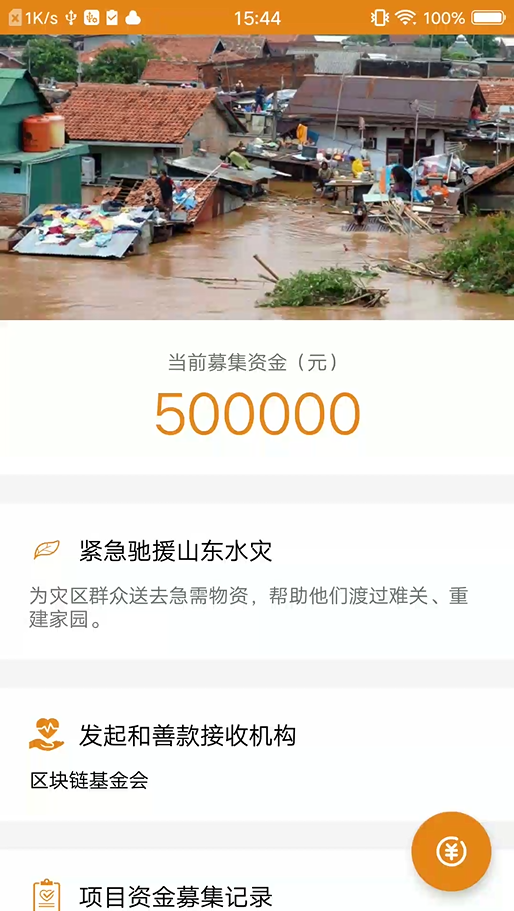 1K/s 15:44 100%
当前募集资金（元）
500000
紧急驰援山东水灾
为灾区群众送去急需物资，帮助他们渡过难关、重
建家园。
发起和善款接收机构
区块链基金会
项目资金募集记录